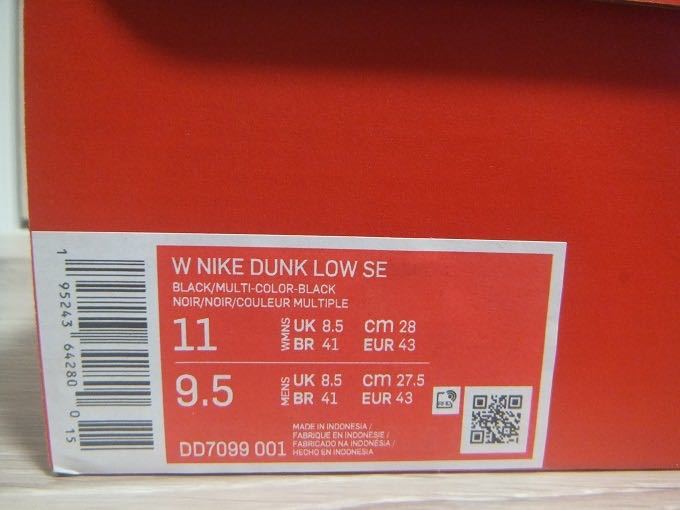 W NIKE DUNK LOW SE
BLACK/MULTI-COLOR-BLACK
NOIR/NOIR/COULEUR MULTIPLE
11 WMNS UK 8.5 cm 28
BR 41 EUR 43
9.5 MENS UK 8.5 cm 27.5
BR 41 EUR 43
DD7099 001
MADE IN INDONESIA /
FABRIQUE EN INDONESIE /
FABRICADO NA INDONÉSIA /
HECHO EN INDONESIA
1 95243 64280 0 15